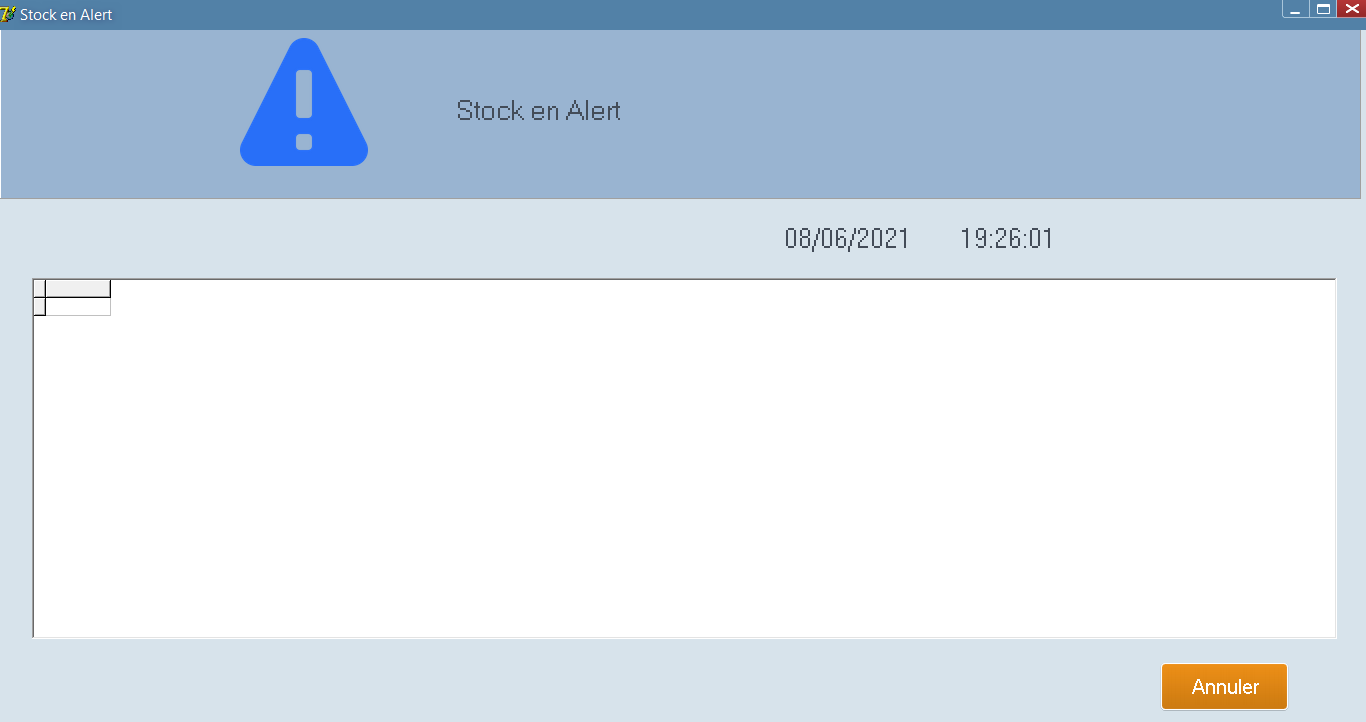 Stock en Alert
Stock en Alert
08/06/2021 19:26:01
Annuler